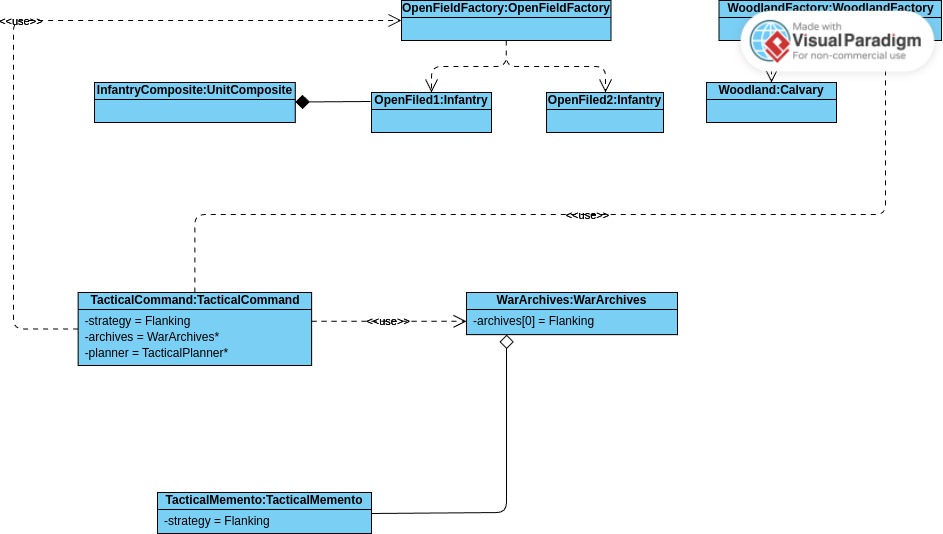 OpenFieldFactory:OpenFieldFactory
WoodlandFactory:WoodlandFactory
<<use>>
Made with
VisualParadigm
For non-commercial use
InfantryComposite:UnitComposite
OpenFiled1:Infantry
OpenFiled2:Infantry
Woodland:Calvary
<<use>>
TacticalCommand:TacticalCommand
-strategy = Flanking
-archives = WarArchives*
-planner = TacticalPlanner*
<<use>>
WarArchives:WarArchives
-archives[0] = Flanking
TacticalMemento:TacticalMemento
-strategy = Flanking